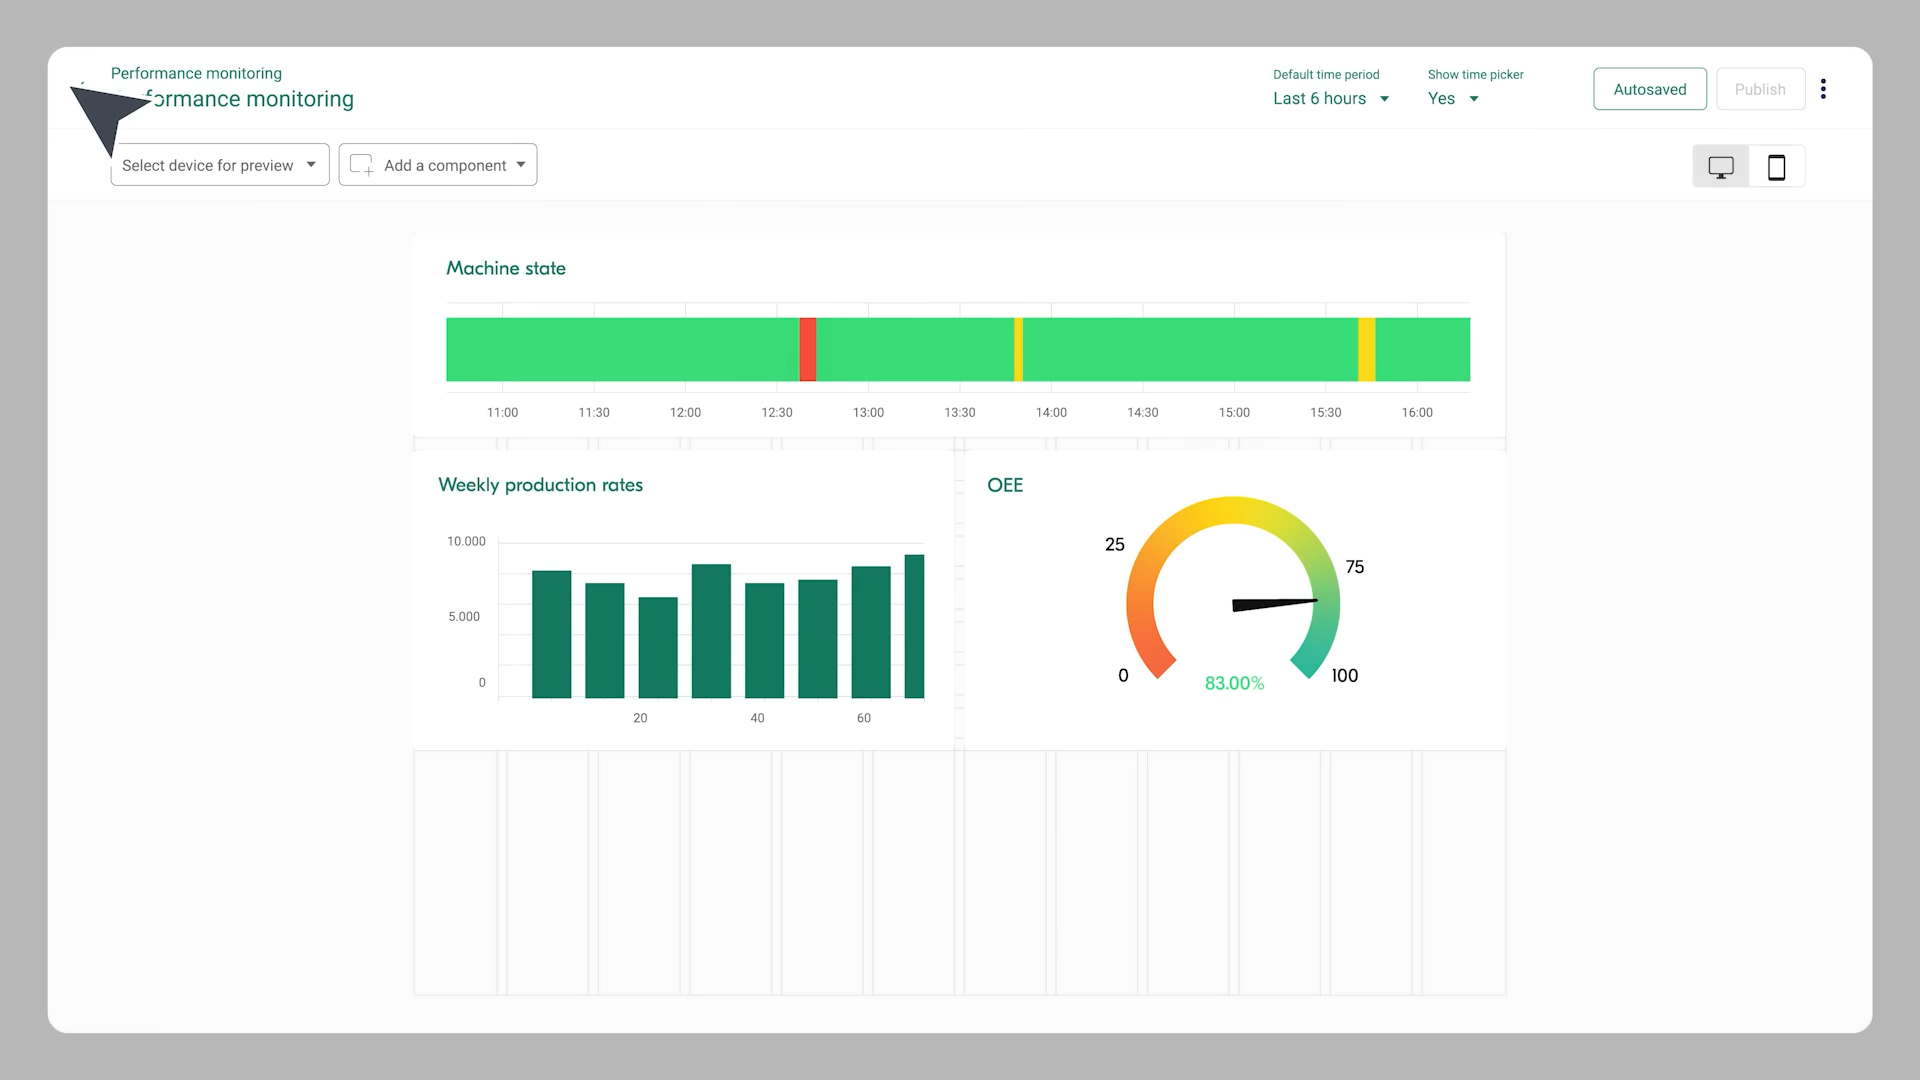 Performance monitoring
formance monitoring
Default time period
Last 6 hours
Show time picker
Yes
Autosaved
Publish
Select device for preview
Add a component
Machine state
11:00 11:30 12:00 12:30 13:00 13:30 14:00 14:30 15:00 15:30 16:00
Weekly production rates
10.000
5.000
0
20 40 60
OEE
25
75
0
100
83.00%